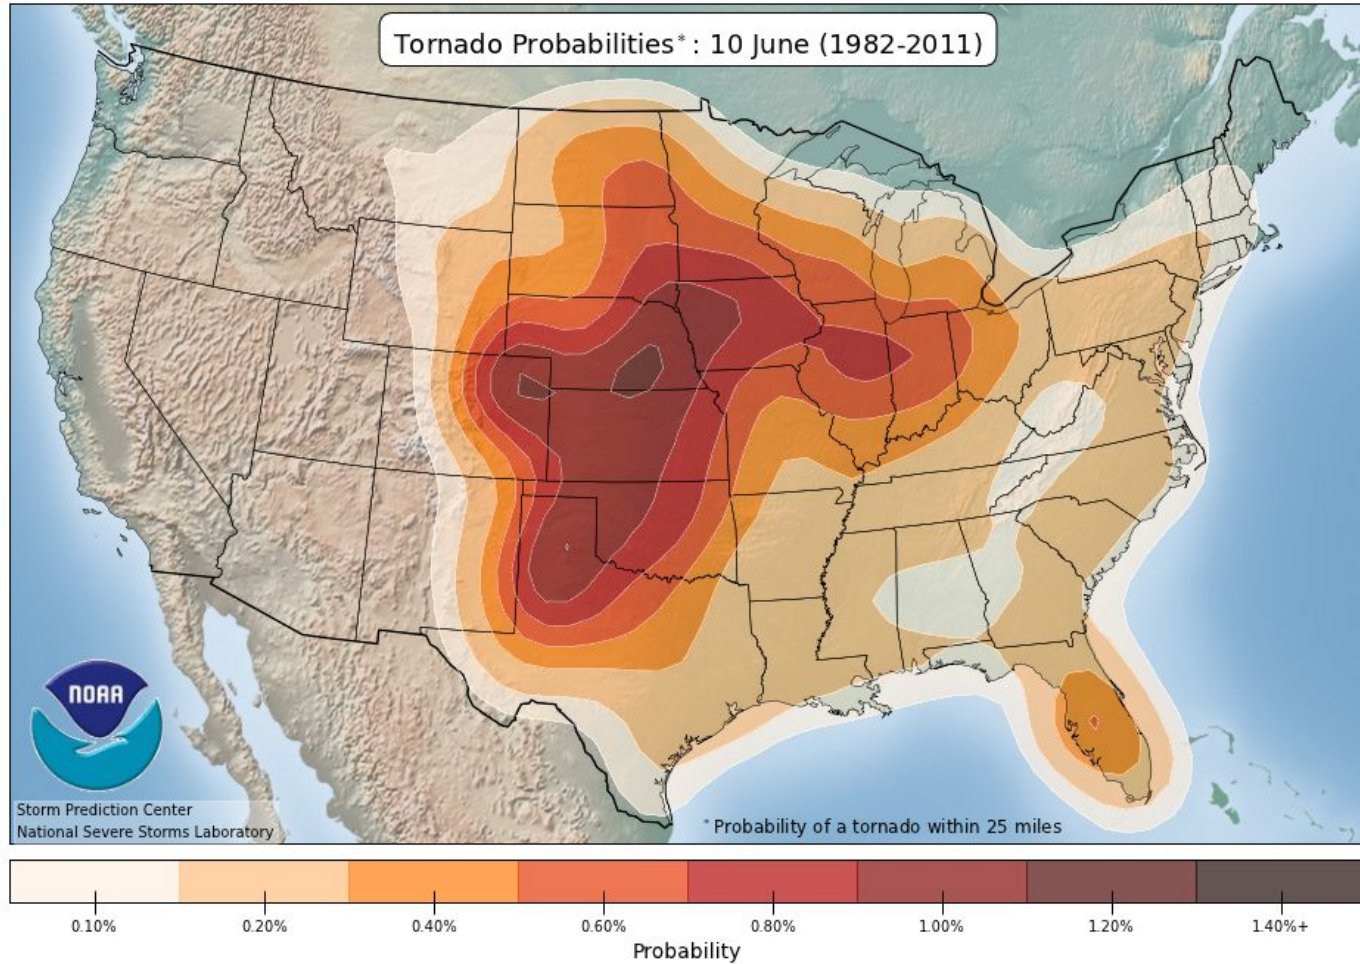 Tornado Probabilities*: 10 June (1982-2011)
NOAA
Storm Prediction Center
National Severe Storms Laboratory
*Probability of a tornado within 25 miles
0.10% 0.20% 0.40% 0.60% 0.80% 1.00% 1.20% 1.40%+
Probability